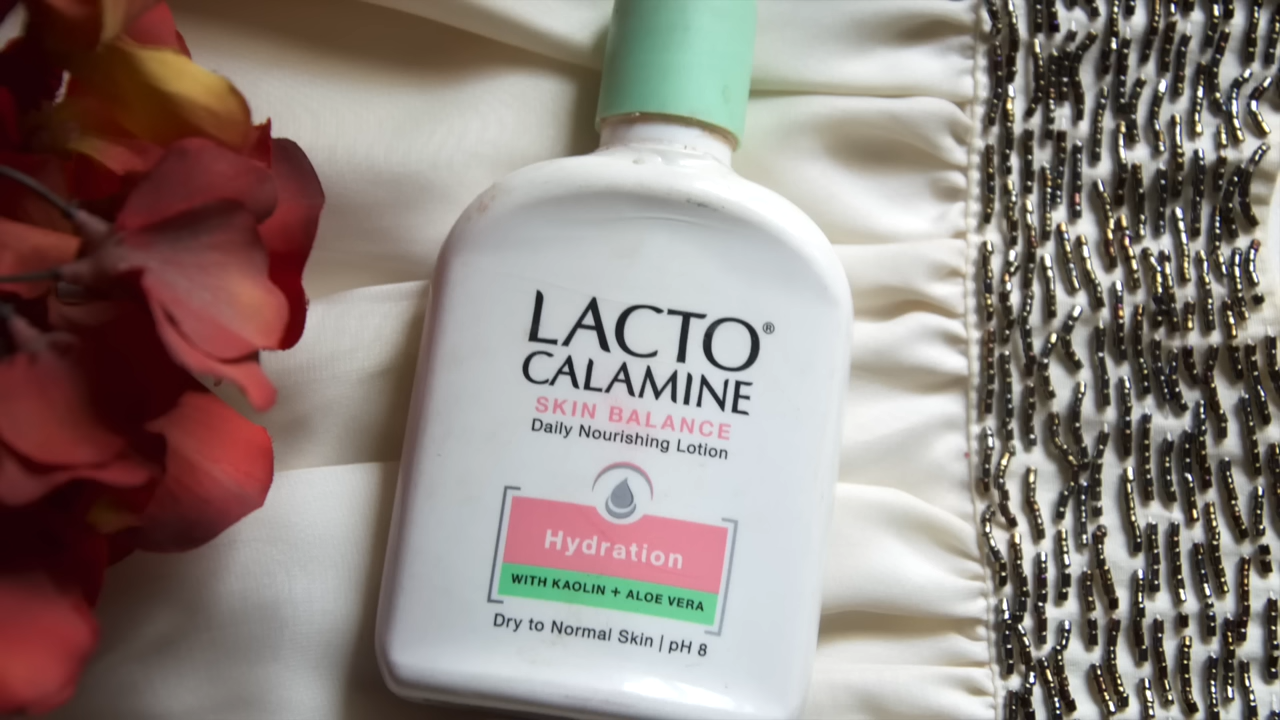 LACTO®
CALAMINE
SKIN BALANCE
Daily Nourishing Lotion
Hydration
WITH KAOLIN + ALOE VERA
Dry to Normal Skin | pH 8